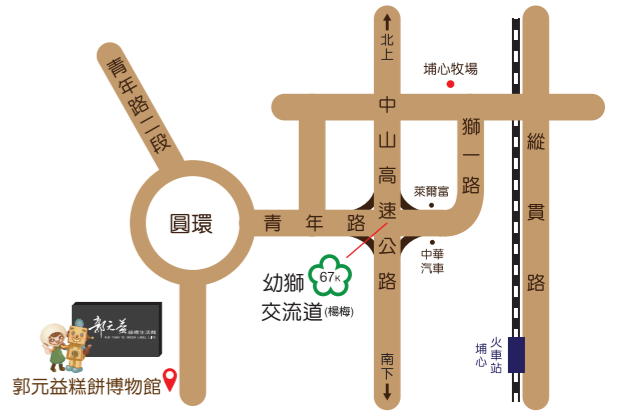 北上
埔心牧場
青年路二段
中山高速公路
獅一路
縱貫路
萊爾富
圓環
青年路
中華
汽車
幼獅
67K
交流道(楊梅)
郭元益
火車站
埔心
南下
郭元益糕餅博物館